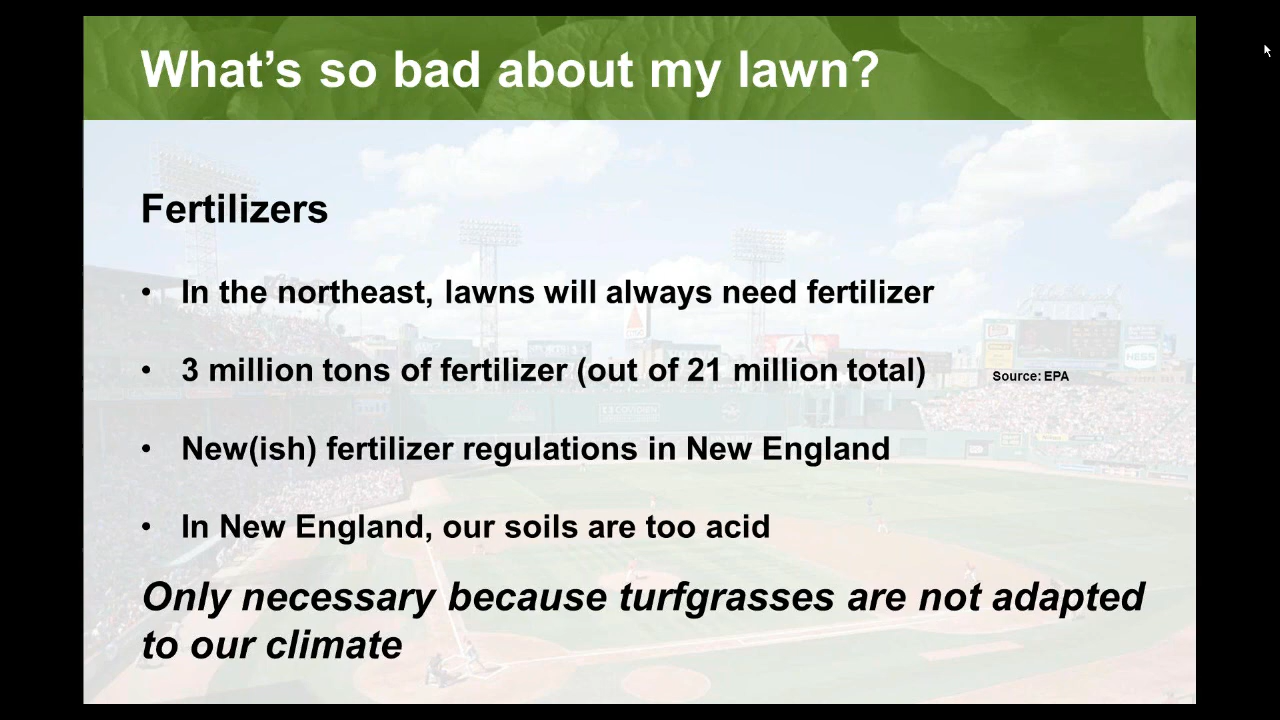 What's so bad about my lawn?
Fertilizers
• In the northeast, lawns will always need fertilizer
• 3 million tons of fertilizer (out of 21 million total) Source: EPA
• New(ish) fertilizer regulations in New England
• In New England, our soils are too acid
Only necessary because turfgrasses are not adapted
to our climate
HESS